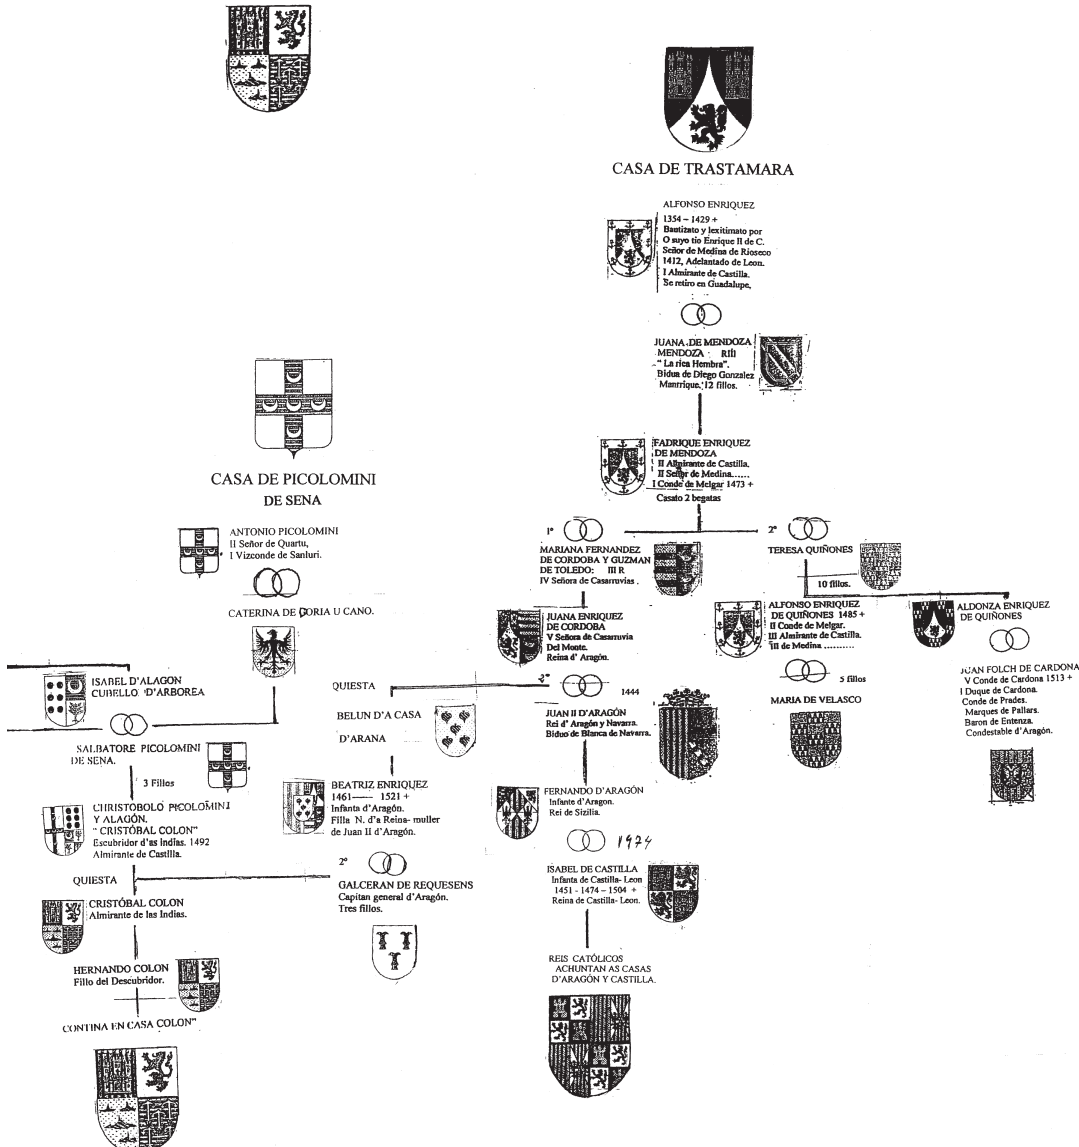 CASA DE TRASTAMARA
ALFONSO ENRIQUEZ
1354 – 1429 +
Bautizato y lexitimato por
O suyo tio Enrique II de C.
Señor de Medina de Rioseco
1412, Adelantado de Leon.
I Almirante de Castilla.
Se retiro en Guadalupe,
JUANA DE MENDOZA
MENDOZA RIII
“ La rica Hembra”.
Bidua de Diego Gonzalez
Manrrique, 12 fillos.
FADRIQUE ENRIQUEZ
DE MENDOZA
II Almirante de Castilla.
II Señor de Medina......
I Conde de Melgar 1473 +
Casato 2 begatas
1º
MARIANA FERNANDEZ
DE CORDOBA Y GUZMAN
DE TOLEDO: III R
IV Señora de Casarruvias .
2º
TERESA QUIÑONES
10 fillos.
JUANA ENRIQUEZ
DE CORDOBA
V Señora de Casarruvia
Del Monte.
Reina d’ Aragón.
ALFONSO ENRIQUEZ
DE QUIÑONES 1485 +
II Conde de Melgar.
III Almirante de Castilla.
III de Medina ..........
5 fillos
MARIA DE VELASCO
ALDONZA ENRIQUEZ
DE QUIÑONES
JUAN FOLCH DE CARDONA
V Conde de Cardona 1513 +
I Duque de Cardona.
Conde de Prades.
Marques de Pallars.
Baron de Entenza.
Condestable d’Aragón.
1444
JUAN II D’ARAGÓN
Rei d’ Aragón y Navarra.
Biduo de Blanca de Navarra.
FERNANDO D’ARAGÓN
Infante d’Aragon.
Rei de Sizilia.
1974
ISABEL DE CASTILLA
Infanta de Castilla- Leon
1451 - 1474 – 1504 +
Reina de Castilla- Leon.
REIS CATÓLICOS
ACHUNTAN AS CASAS
D’ARAGÓN Y CASTILLA.
CASA DE PICOLOMINI
DE SENA
ANTONIO PICOLOMINI
II Señor de Quartu,
I Vizconde de Sanluri.
CATERINA DE DORIA U CANO.
ISABEL D’ALAGON
CUBELLO D’ARBOREA
SALBATORE PICOLOMINI
DE SENA.
3 Fillos
CHRISTOBOLO PICOLOMINI
Y ALAGÓN.
“ CRISTÓBAL COLON”
Escubridor d’as Indias. 1492
Almirante de Castilla.
QUIESTA
BELUN D’A CASA
D’ARANA
BEATRIZ ENRIQUEZ
1461—— 1521 +
Infanta d’Aragón.
Filla N. d’a Reina- muller
de Juan II d’Aragón.
2º
GALCERAN DE REQUESENS
Capitan general d’Aragón.
Tres fillos.
QUIESTA
CRISTÓBAL COLON
Almirante de las Indias.
HERNANDO COLON
Fillo del Descubridor.
CONTINA EN CASA COLON”